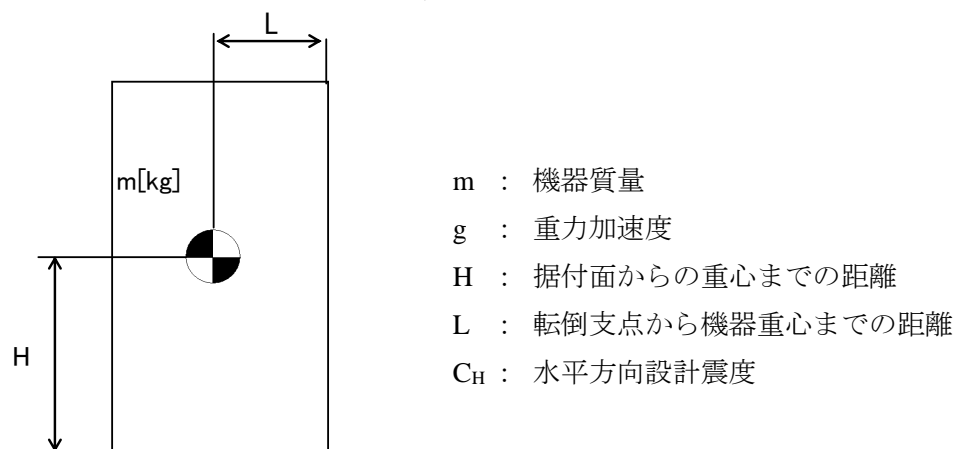 L
m[kg]
H
m : 機器質量
g : 重力加速度
H : 据付面からの重心までの距離
L : 転倒支点から機器重心までの距離
CH : 水平方向設計震度